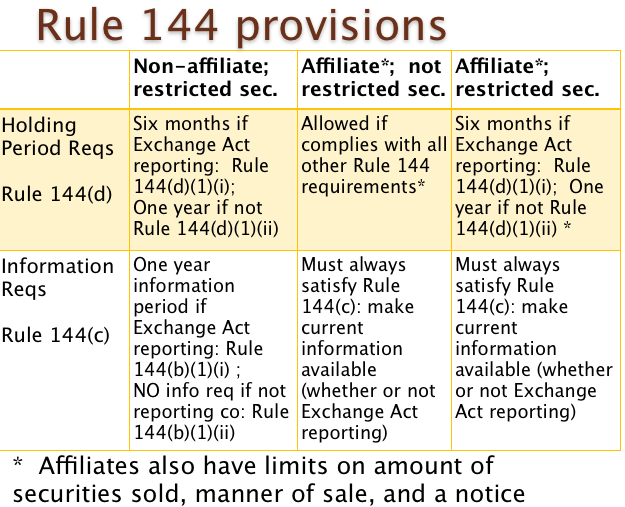 Rule 144 provisions
Non-affiliate;
restricted sec.
Affiliate*; not
restricted sec.
Affiliate*;
restricted sec.
Holding
Period Reqs
Rule 144(d)
Six months if
Exchange Act
reporting: Rule
144(d)(1)(i);
One year if not
Rule 144(d)(1)(ii)
Allowed if
complies with all
other Rule 144
requirements*
Six months if
Exchange Act
reporting: Rule
144(d)(1)(i); One
year if not Rule
144(d)(1)(ii) *
Information
Reqs
Rule 144(c)
One year
information
period if
Exchange Act
reporting: Rule
144(b)(1)(i) ;
NO info req if not
reporting co: Rule
144(b)(1)(ii)
Must always
satisfy Rule
144(c): make
current
information
available
(whether or not
Exchange Act
reporting)
Must always
satisfy Rule
144(c): make
current
information
available (whether
or not Exchange
Act reporting)
* Affiliates also have limits on amount of
securities sold, manner of sale, and a notice